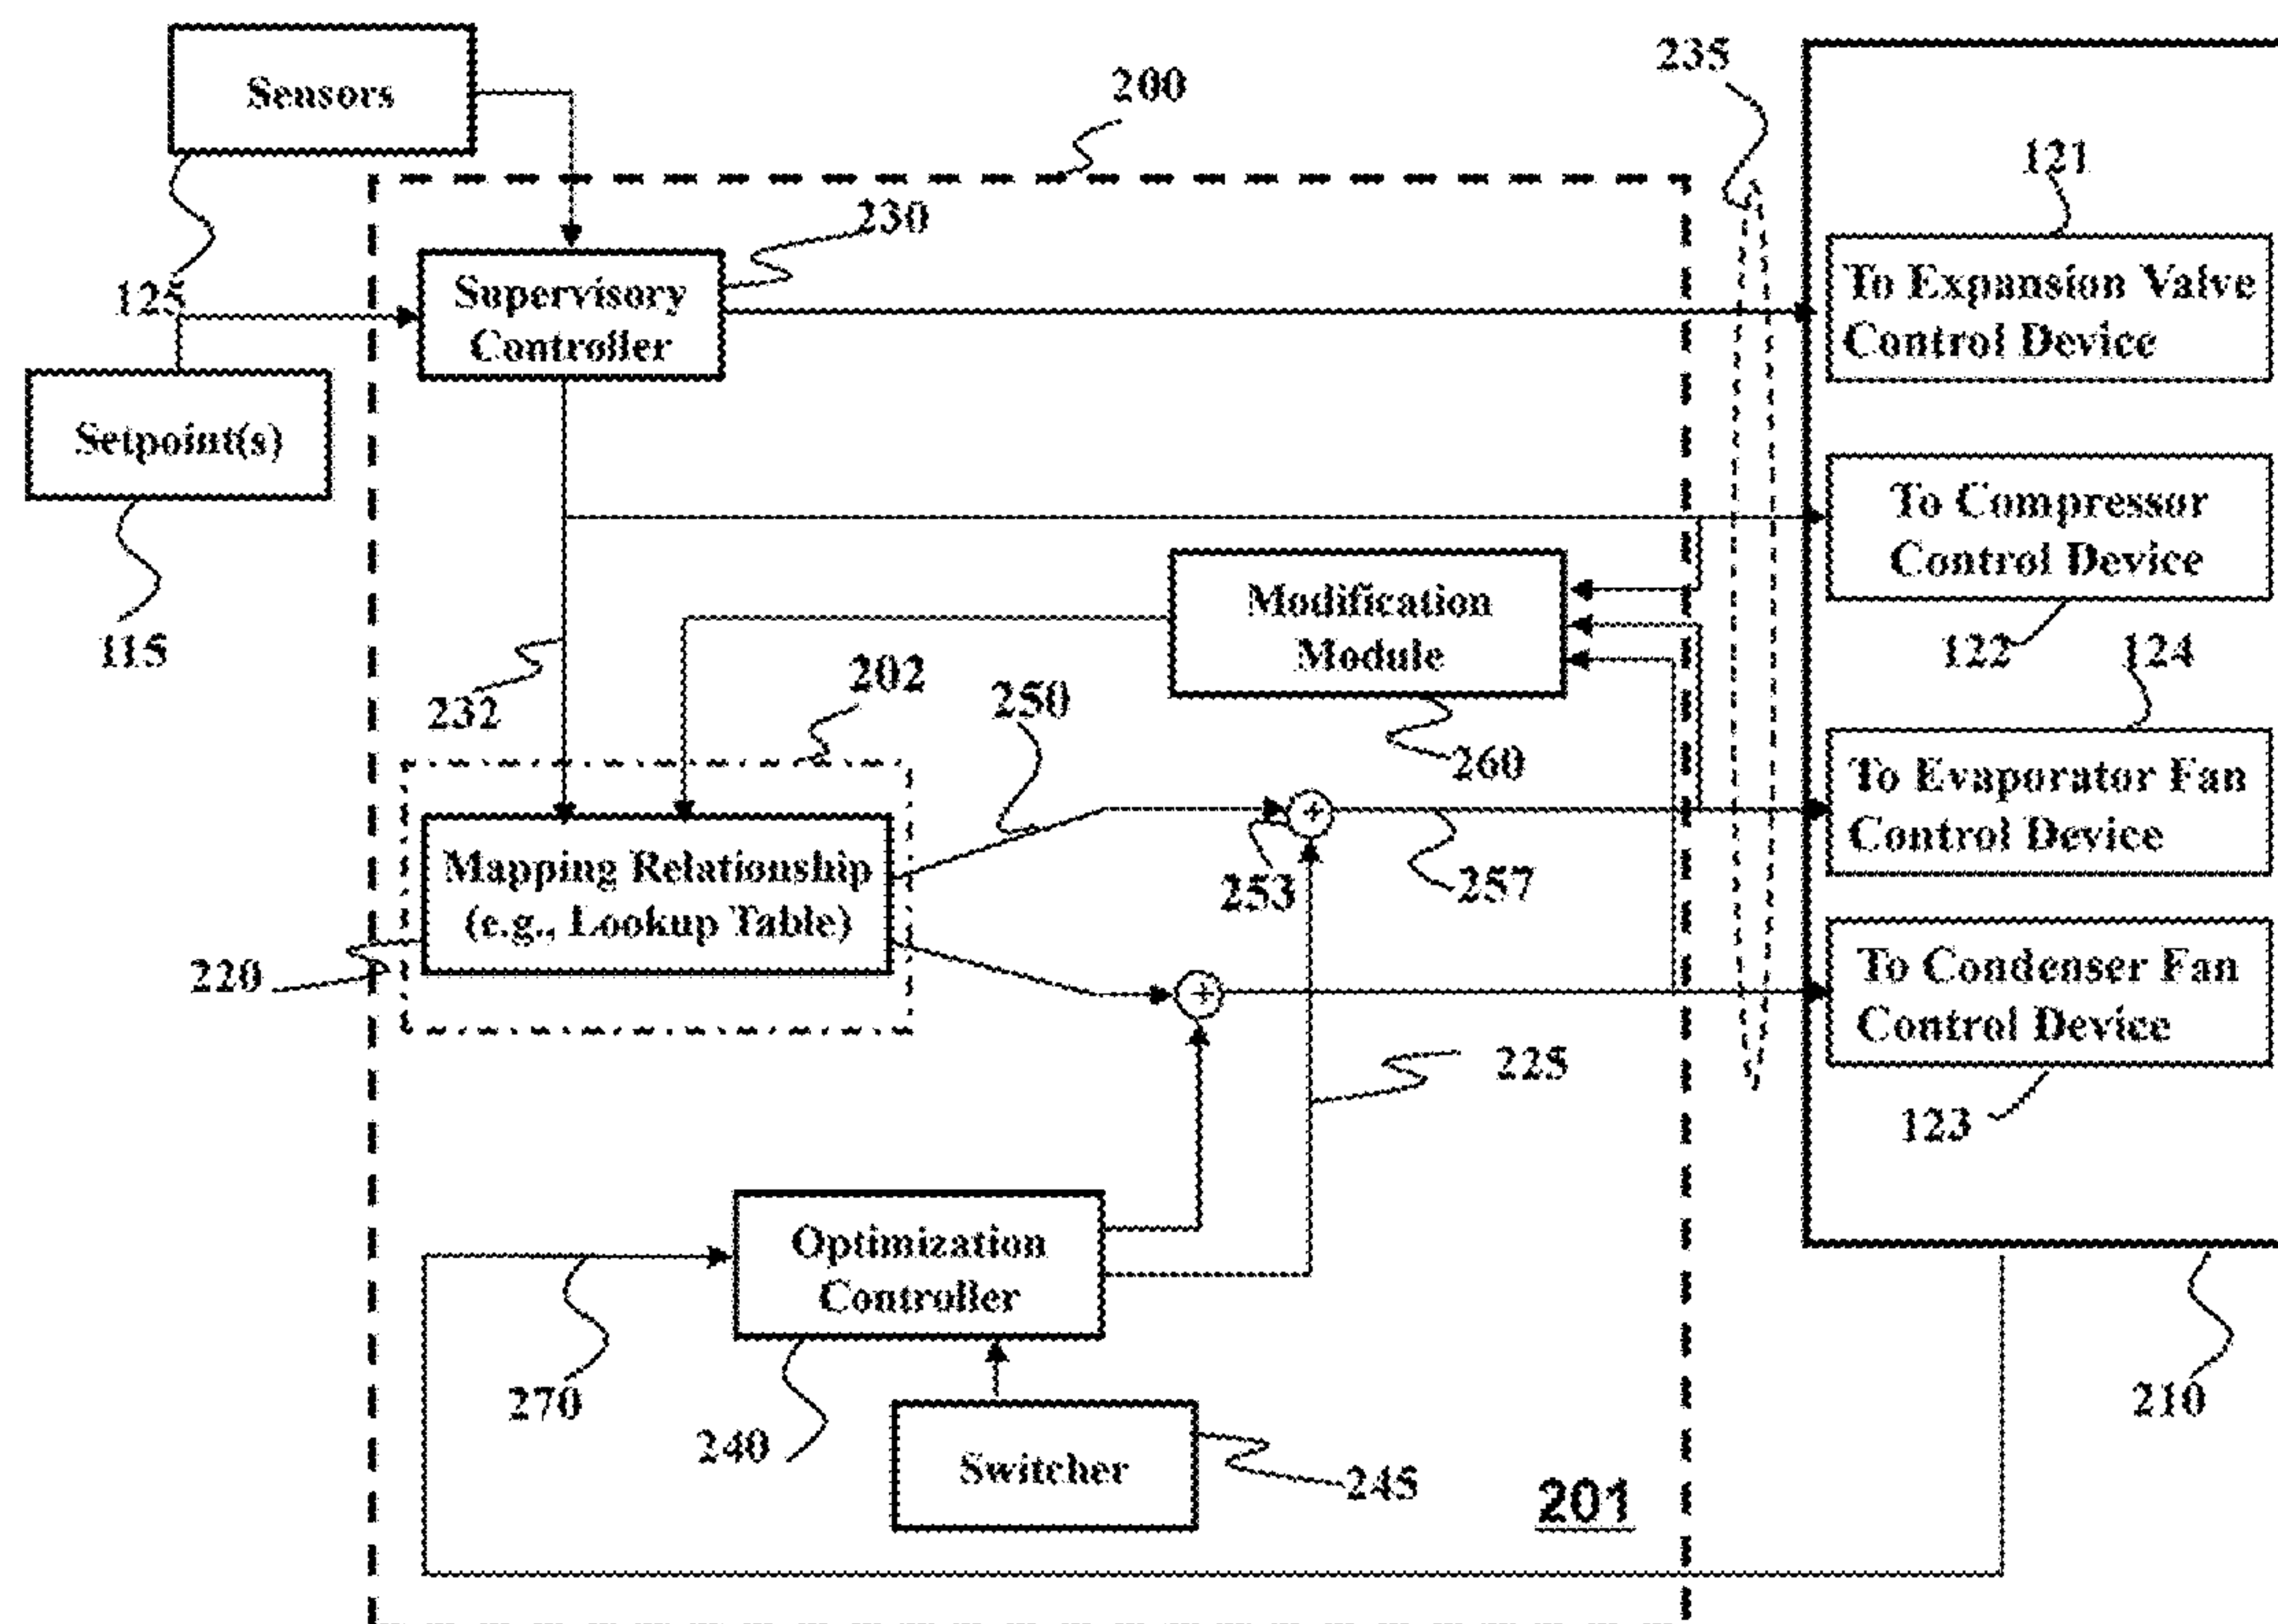 Sensors
200
235
121
230
125
Supervisory
Controller
To Expansion Valve
Control Device
Setpoint(s)
To Compressor
Control Device
115
Modification
Module
122
124
232
202
250
260
To Evaporator Fan
Control Device
Mapping Relationship
(e.g., Lookup Table)
+
253
257
220
+
To Condenser Fan
Control Device
225
123
Optimization
Controller
270
240
210
Switcher
245
201